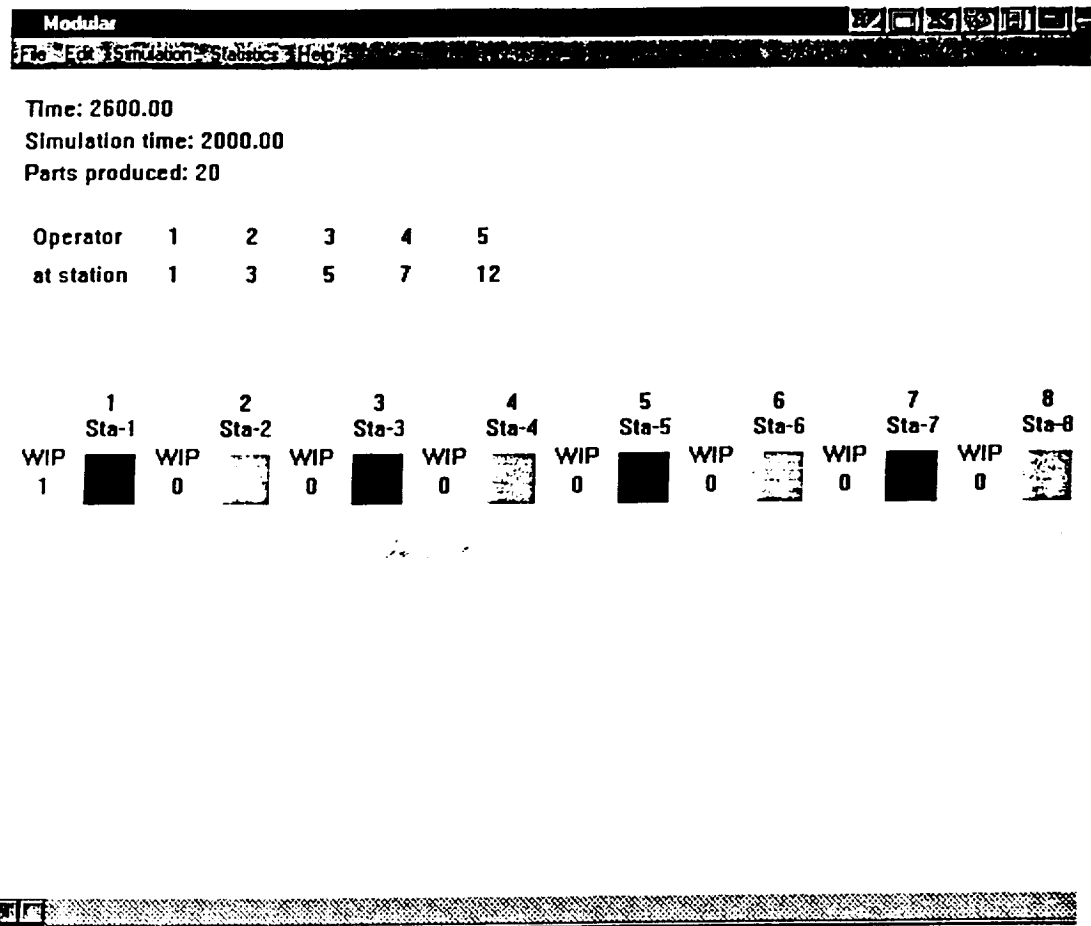 Modular
File Edit Simulation Statistics Help
Time: 2600.00
Simulation time: 2000.00
Parts produced: 20
Operator 1 2 3 4 5
at station 1 3 5 7 12
1 2 3 4 5 6 7 8
Sta-1 Sta-2 Sta-3 Sta-4 Sta-5 Sta-6 Sta-7 Sta-8
WIP WIP WIP WIP WIP WIP WIP WIP
1 0 0 0 0 0 0 0